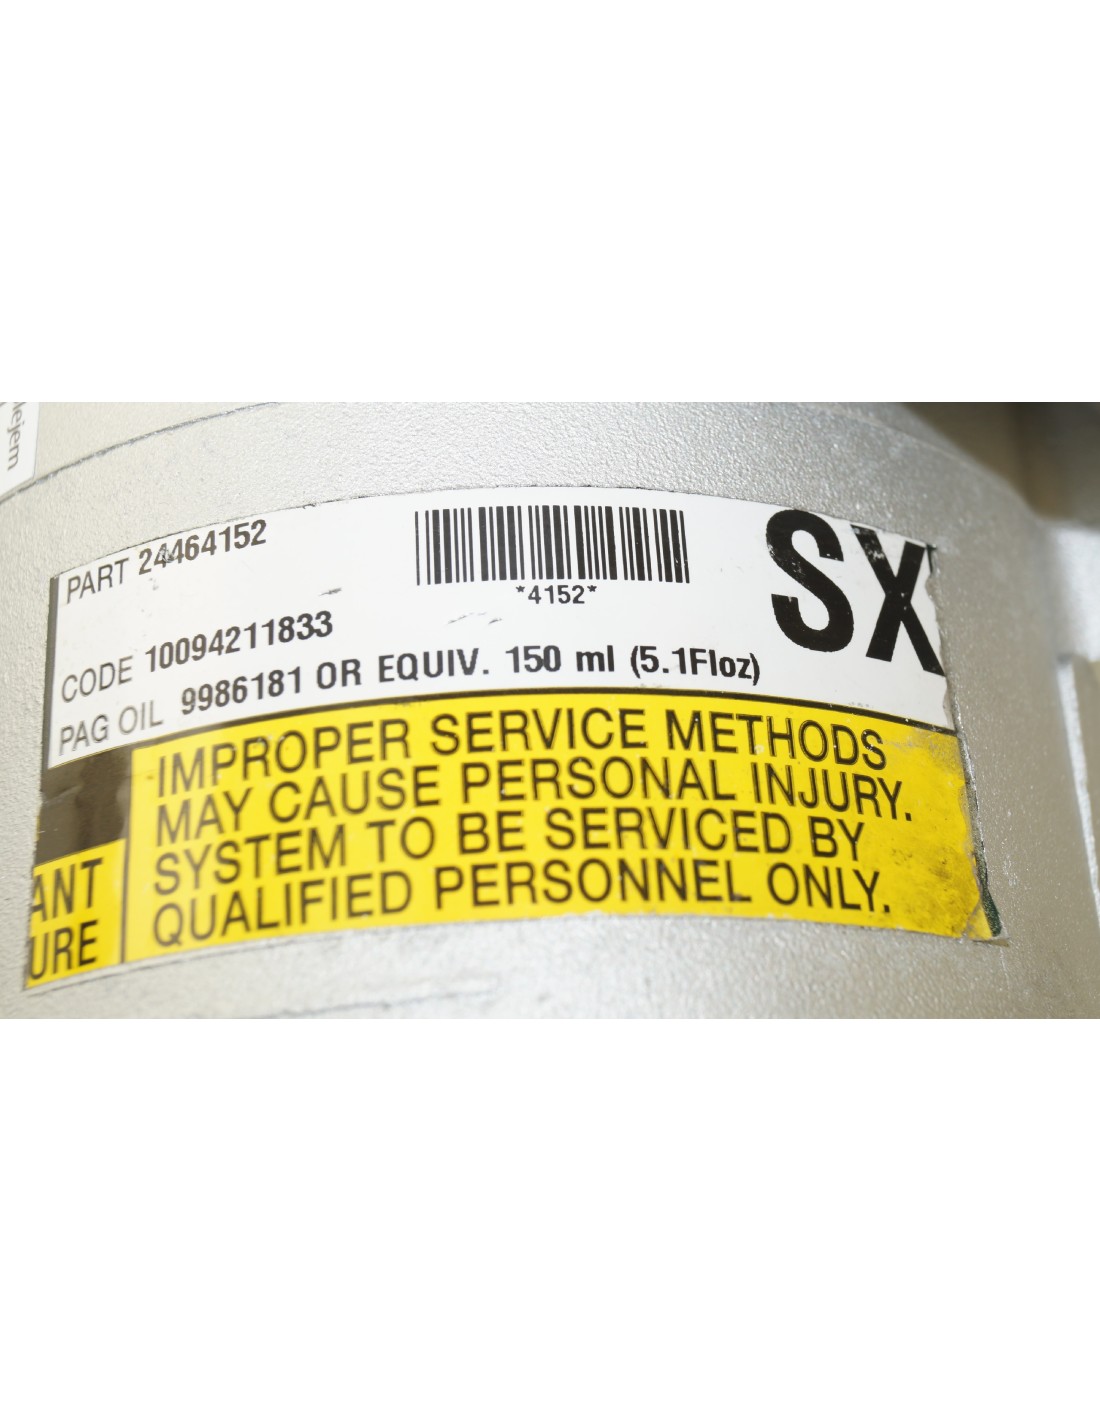 PART 24464152
*4152*
SX
CODE 10094211833
PAG OIL 9986181 OR EQUIV. 150 ml (5.1Floz)
IMPROPER SERVICE METHODS
MAY CAUSE PERSONAL INJURY.
SYSTEM TO BE SERVICED BY
QUALIFIED PERSONNEL ONLY.
ANT
URE